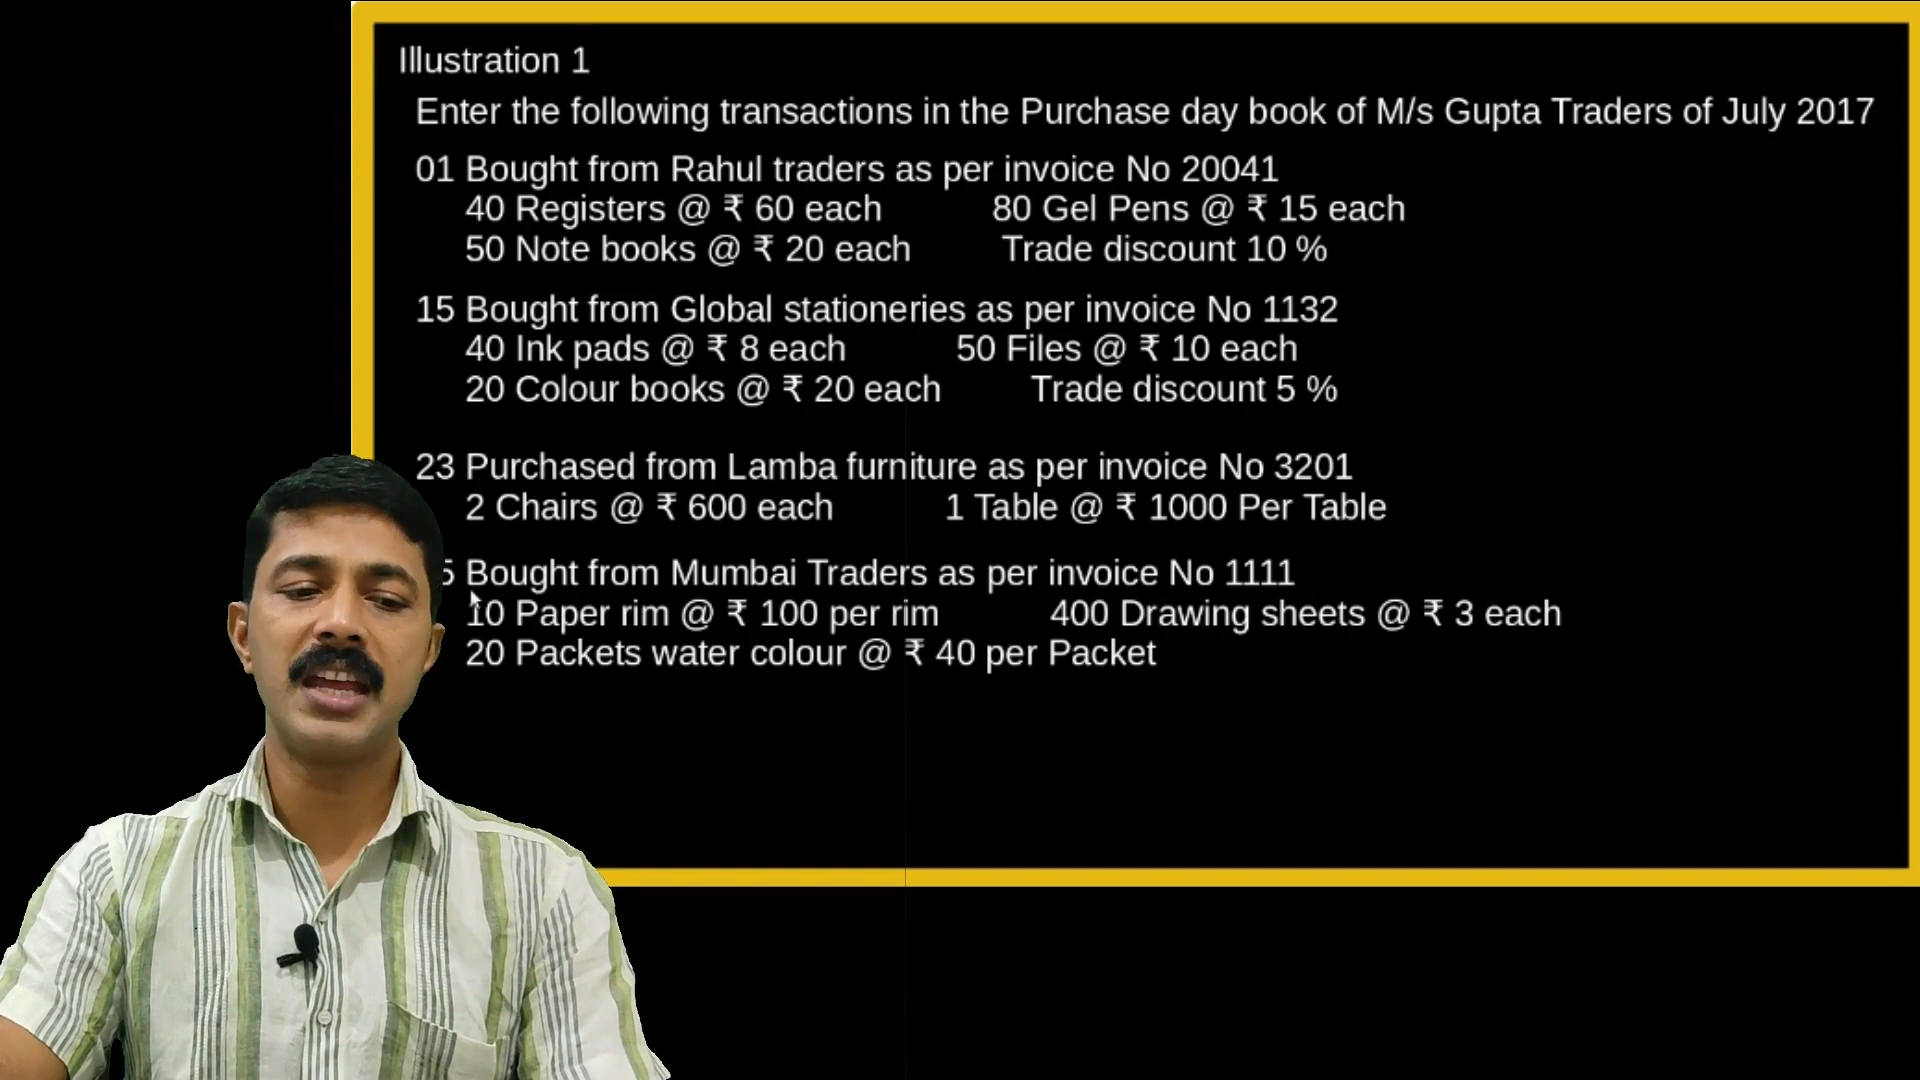 Illustration 1
Enter the following transactions in the Purchase day book of M/s Gupta Traders of July 2017
01 Bought from Rahul traders as per invoice No 20041
40 Registers @ ₹ 60 each 80 Gel Pens @ ₹ 15 each
50 Note books @ ₹ 20 each Trade discount 10 %
15 Bought from Global stationeries as per invoice No 1132
40 Ink pads @ ₹ 8 each 50 Files @ ₹ 10 each
20 Colour books @ ₹ 20 each Trade discount 5 %
23 Purchased from Lamba furniture as per invoice No 3201
2 Chairs @ ₹ 600 each 1 Table @ ₹ 1000 Per Table
Bought from Mumbai Traders as per invoice No 1111
10 Paper rim @ ₹ 100 per rim 400 Drawing sheets @ ₹ 3 each
20 Packets water colour @ ₹ 40 per Packet